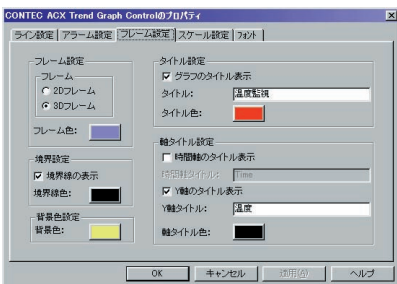 CONTEC ACX Trend Graph Controlのプロパティ
ライン設定 アラーム設定 フレーム設定 スケール設定 フォント
フレーム設定
フレーム
2Dフレーム
3Dフレーム
フレーム色:
境界設定
境界線の表示
境界線色:
背景色設定
背景色:
タイトル設定
グラフのタイトル表示
タイトル: 温度監視
タイトル色:
軸タイトル設定
時間軸のタイトル表示
時間軸タイトル: Time
Y軸のタイトル表示
Y軸タイトル: 温度
軸タイトル色:
OK キャンセル 適用(A) ヘルプ